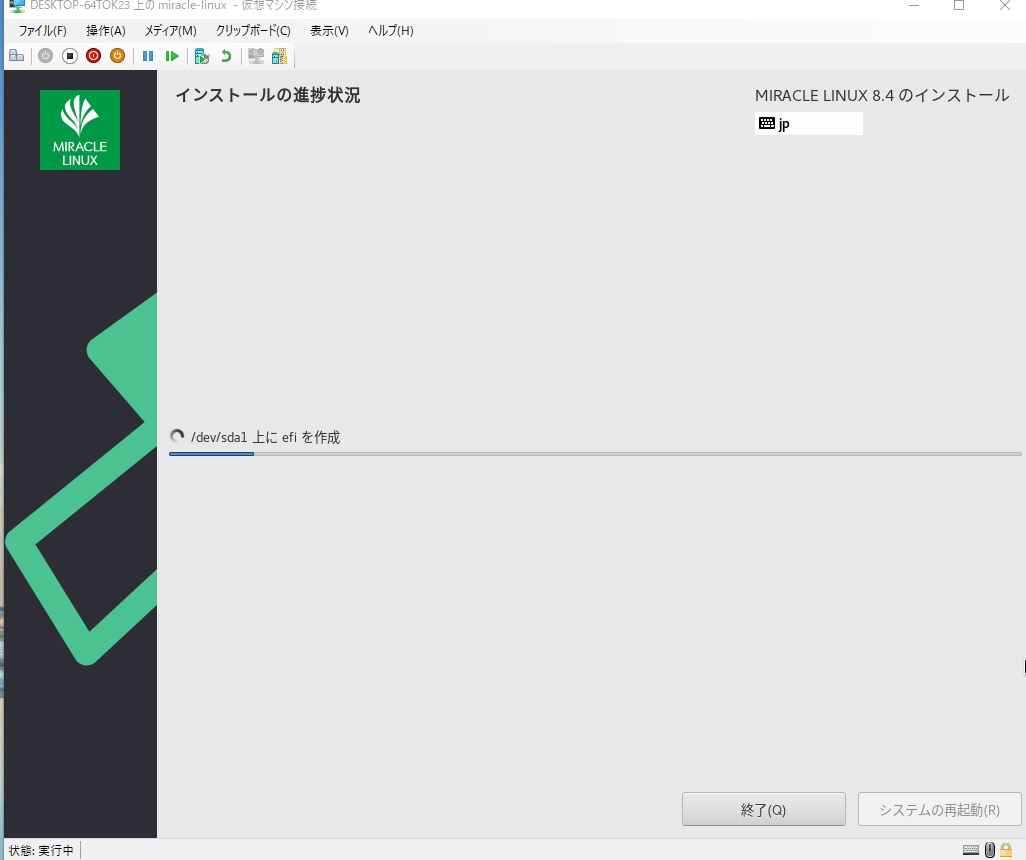 DESKTOP-64TOK23 上の miracle-linux - 仮想マシン接続
ファイル(F) 操作(A) メディア(M) クリップボード(C) 表示(V) ヘルプ(H)
MIRACLE
LINUX
インストールの進捗状況
MIRACLE LINUX 8.4 のインストール
jp
/dev/sda1 上に efi を作成
終了(Q)
システムの再起動(R)
状態: 実行中